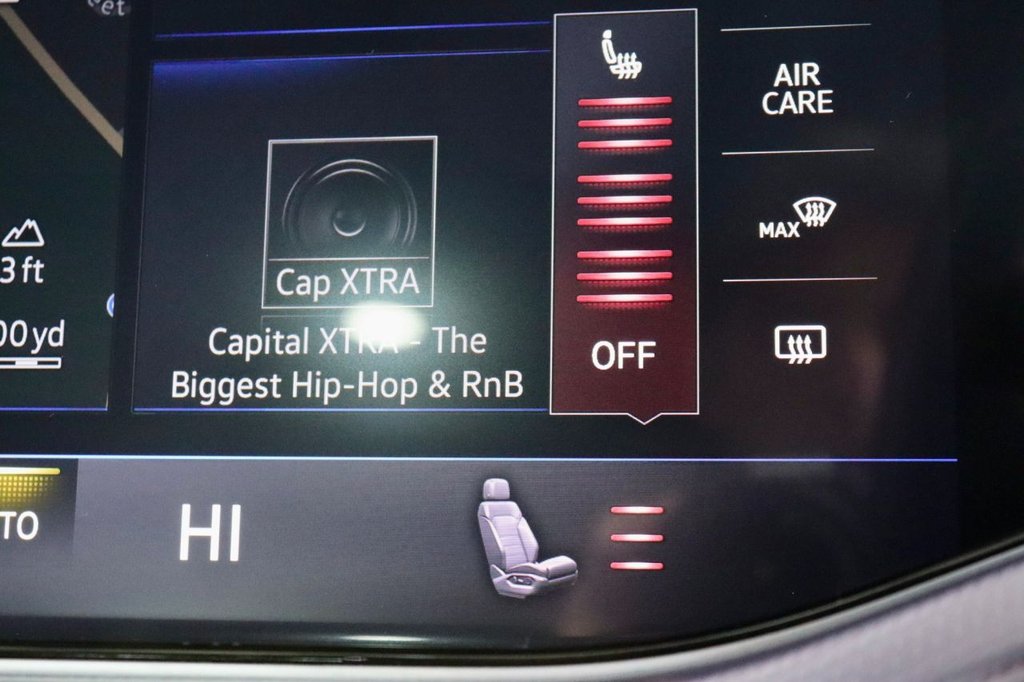 AIR
CARE
MAX
3 ft
00 yd
Cap XTRA
Capital XTRA - The
Biggest Hip-Hop & RnB
OFF
TO
HI